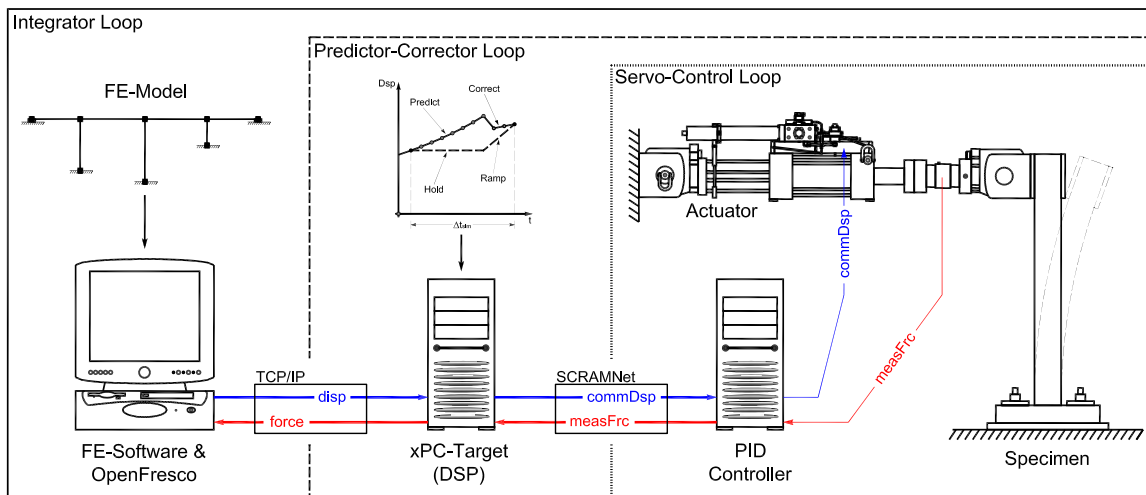 Integrator Loop
Predictor-Corrector Loop
Servo-Control Loop
FE-Model
Dsp
Predict
Correct
Hold
Ramp
t
Δtsim
Actuator
commDsp
measFrc
TCP/IP
disp
force
SCRAMNet
commDsp
measFrc
FE-Software &
OpenFresco
xPC-Target
(DSP)
PID
Controller
Specimen